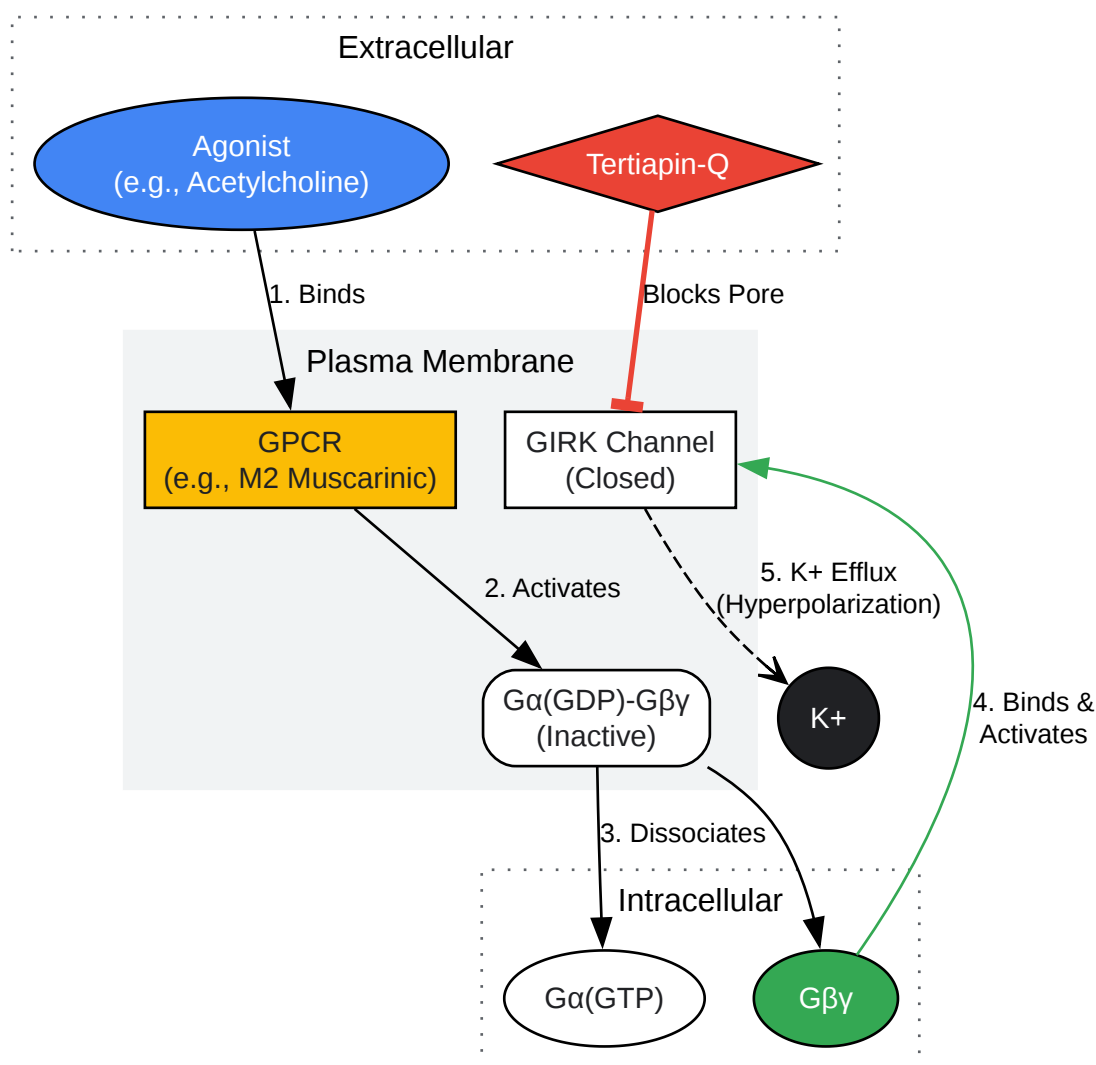 Extracellular
Agonist
(e.g., Acetylcholine)
Tertiapin-Q
1. Binds
Blocks Pore
Plasma Membrane
GPCR
(e.g., M2 Muscarinic)
GIRK Channel
(Closed)
2. Activates
5. K+ Efflux
(Hyperpolarization)
Gα(GDP)-Gβγ
(Inactive)
K+
4. Binds &
Activates
3. Dissociates
Intracellular
Gα(GTP)
Gβγ